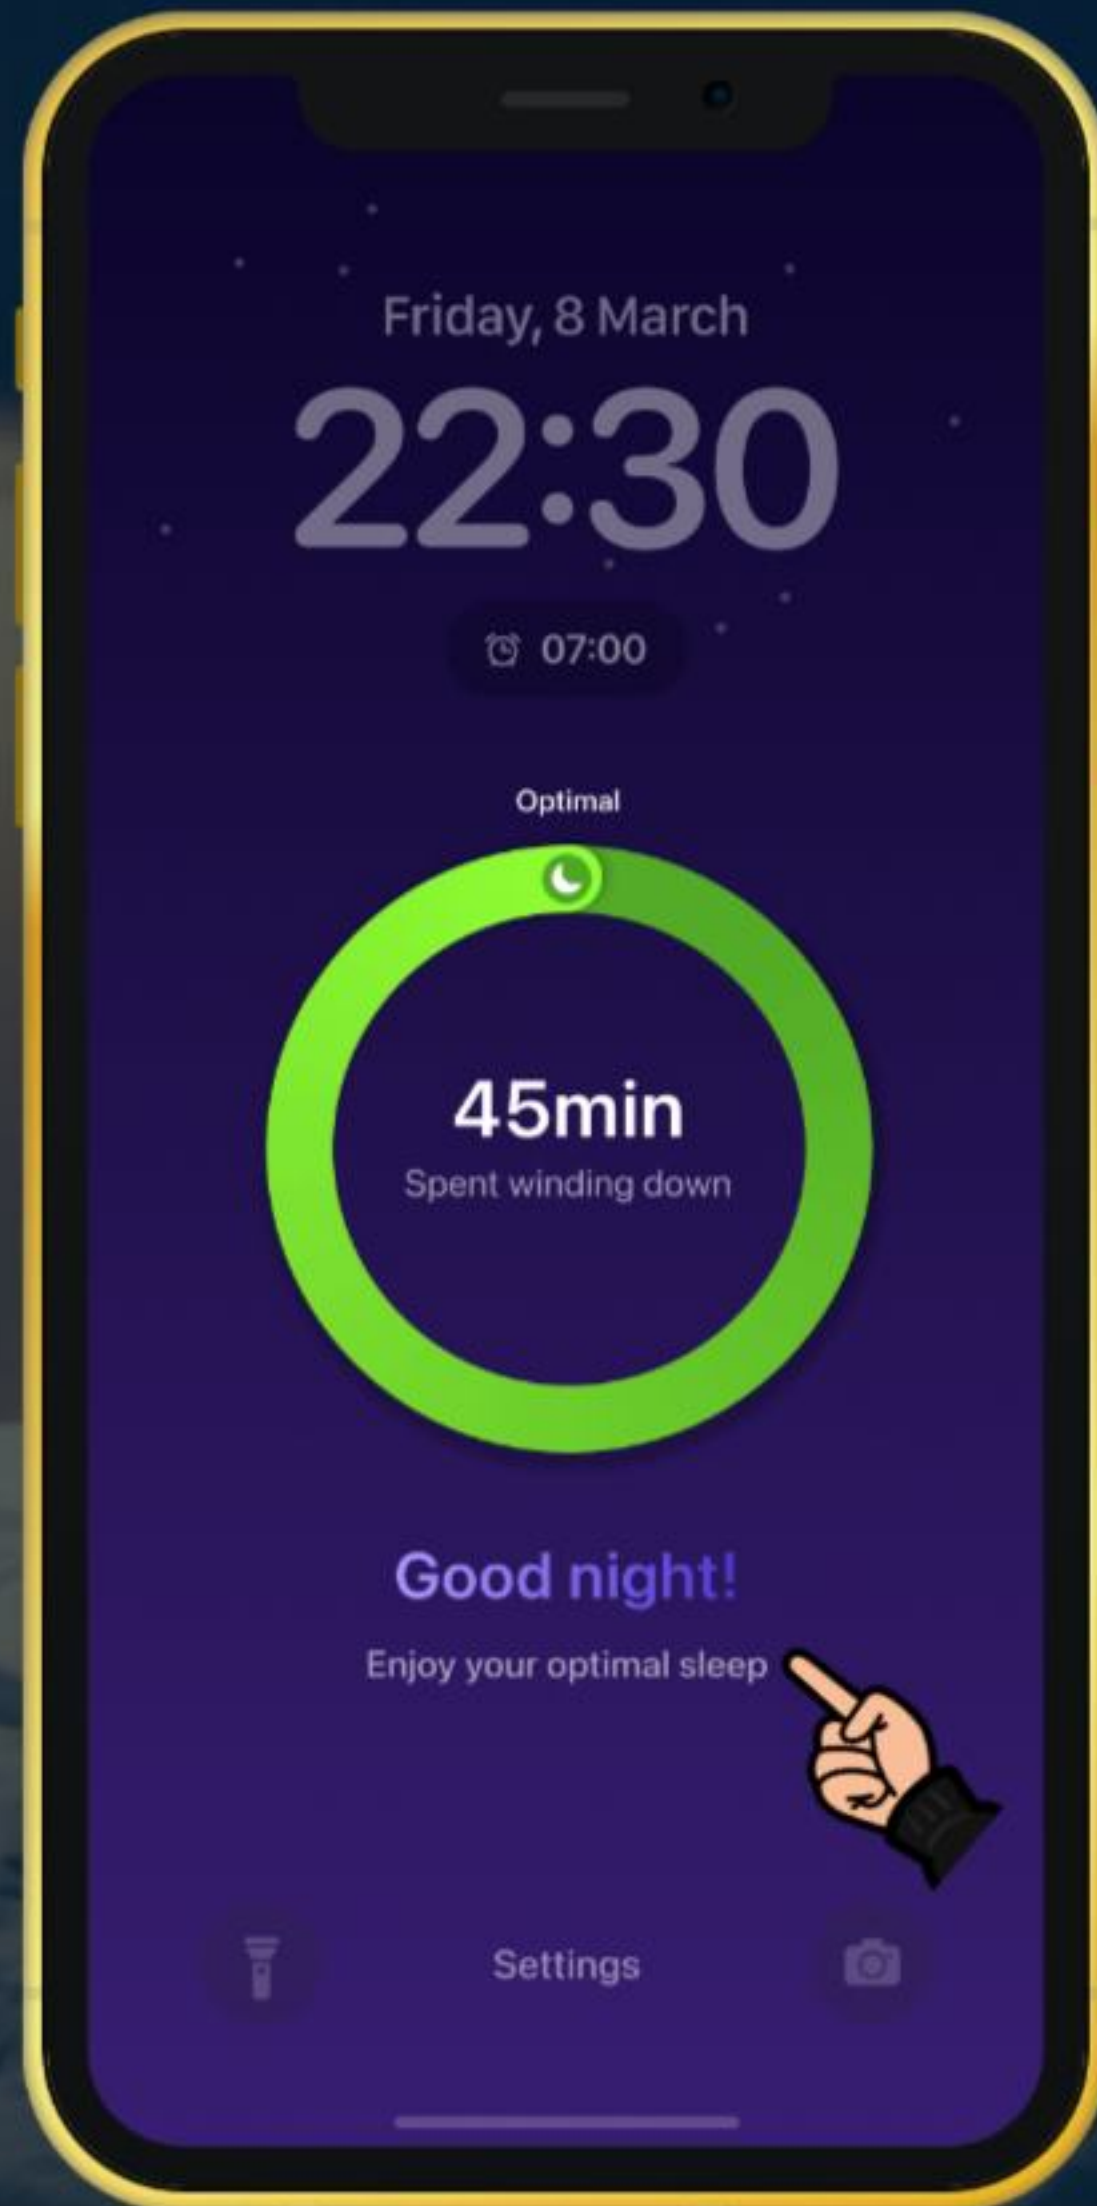 Friday, 8 March
22:30
07:00
Optimal
45min
Spent winding down
Good night!
Enjoy your optimal sleep
Settings